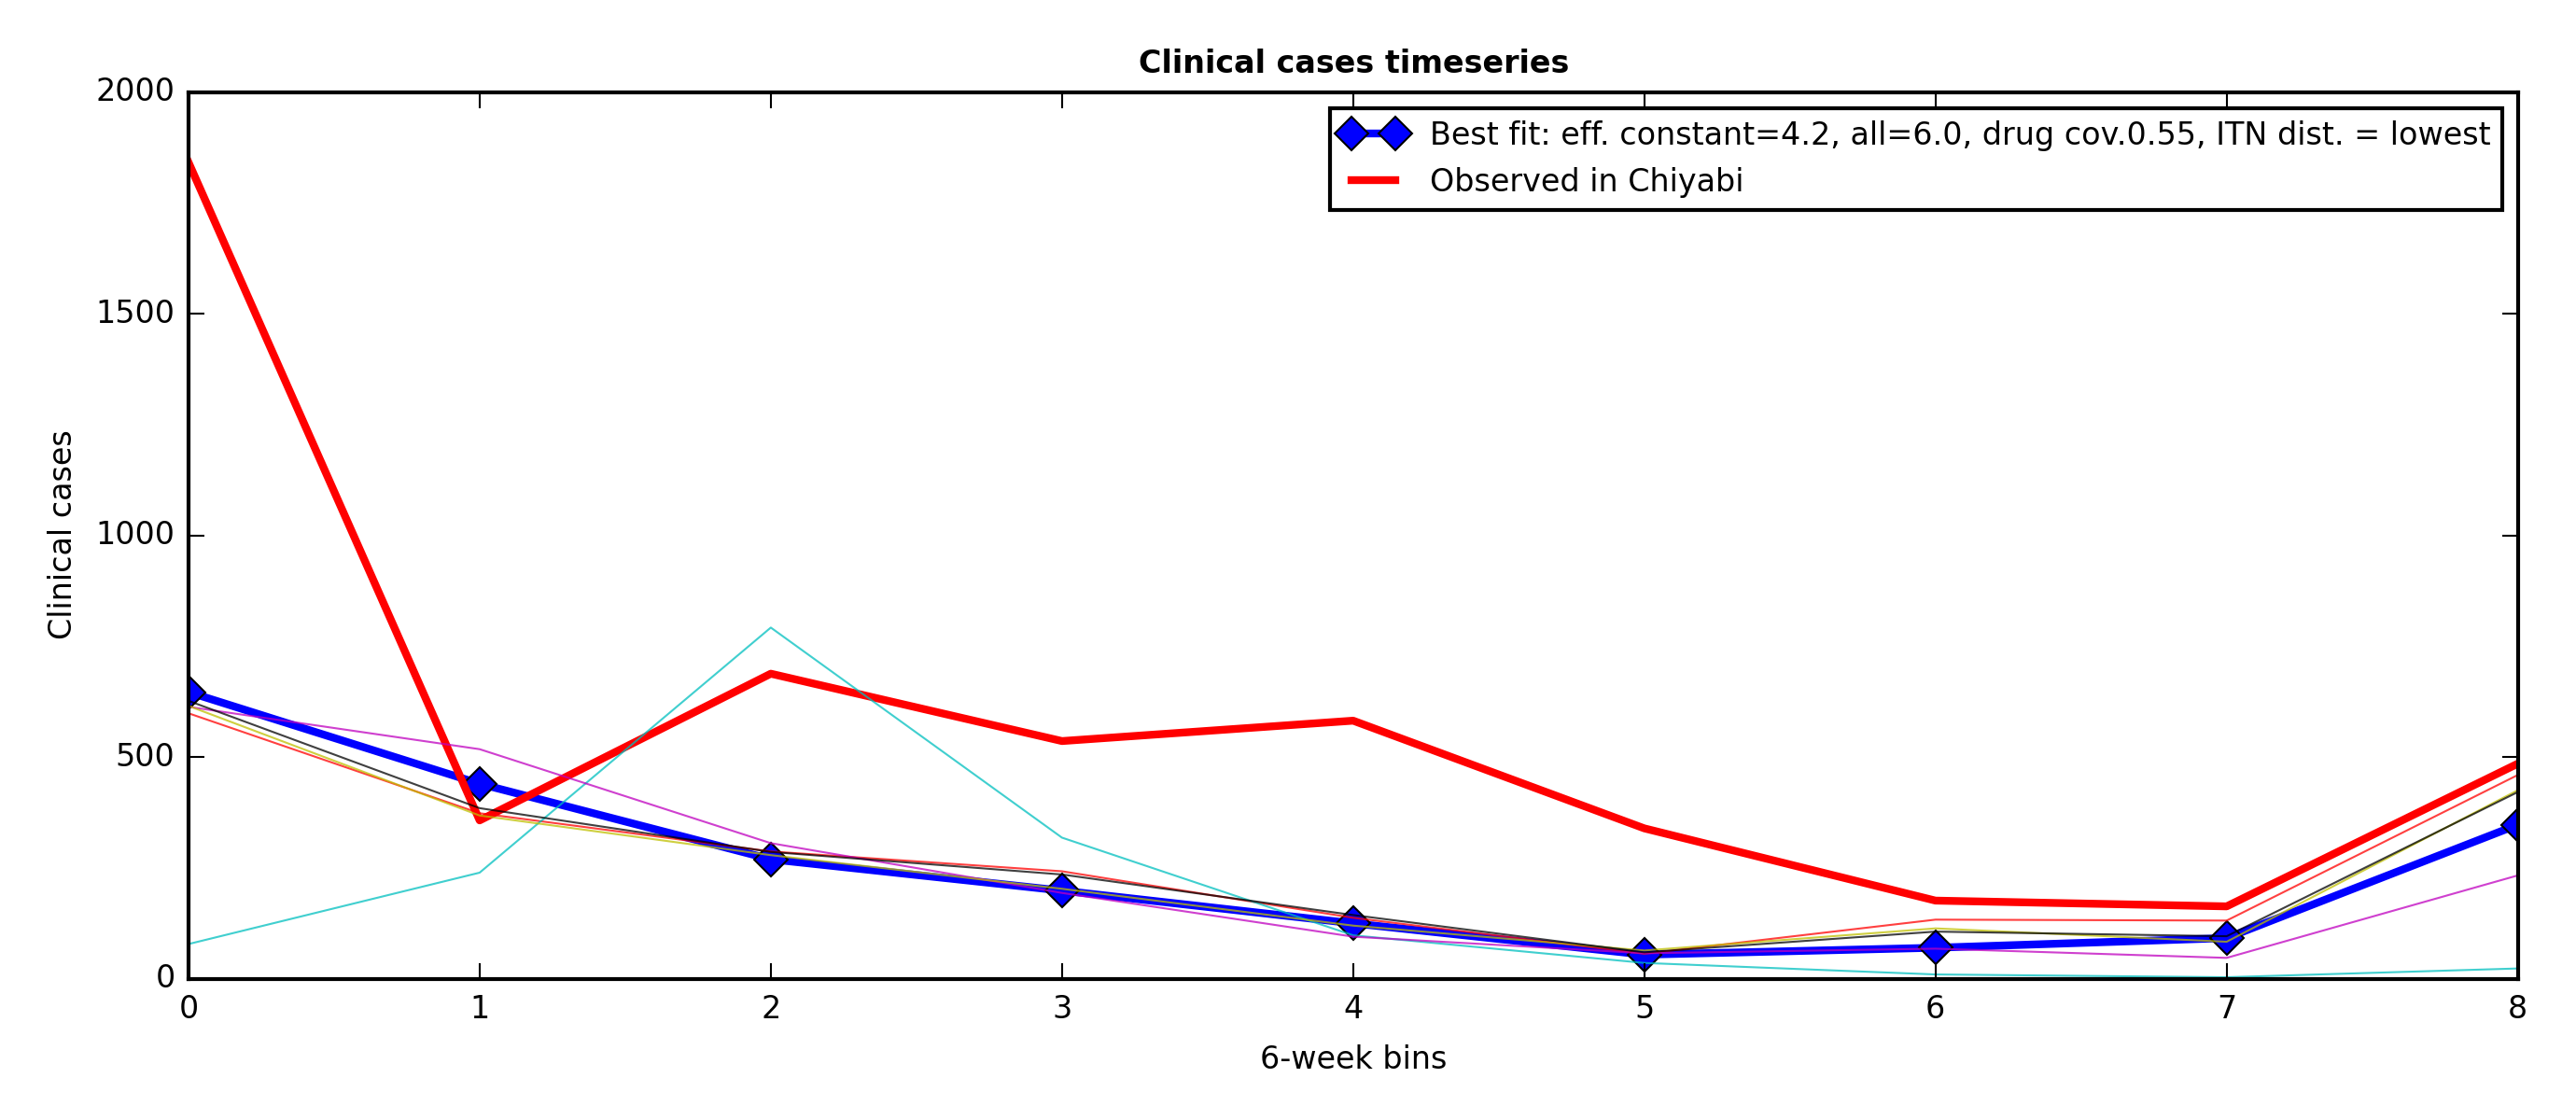 Clinical cases timeseries
2000
1500
1000
500
0
Clinical cases
Best fit: eff. constant=4.2, all=6.0, drug cov.0.55, ITN dist. = lowest
Observed in Chiyabi
0 1 2 3 4 5 6 7 8
6-week bins